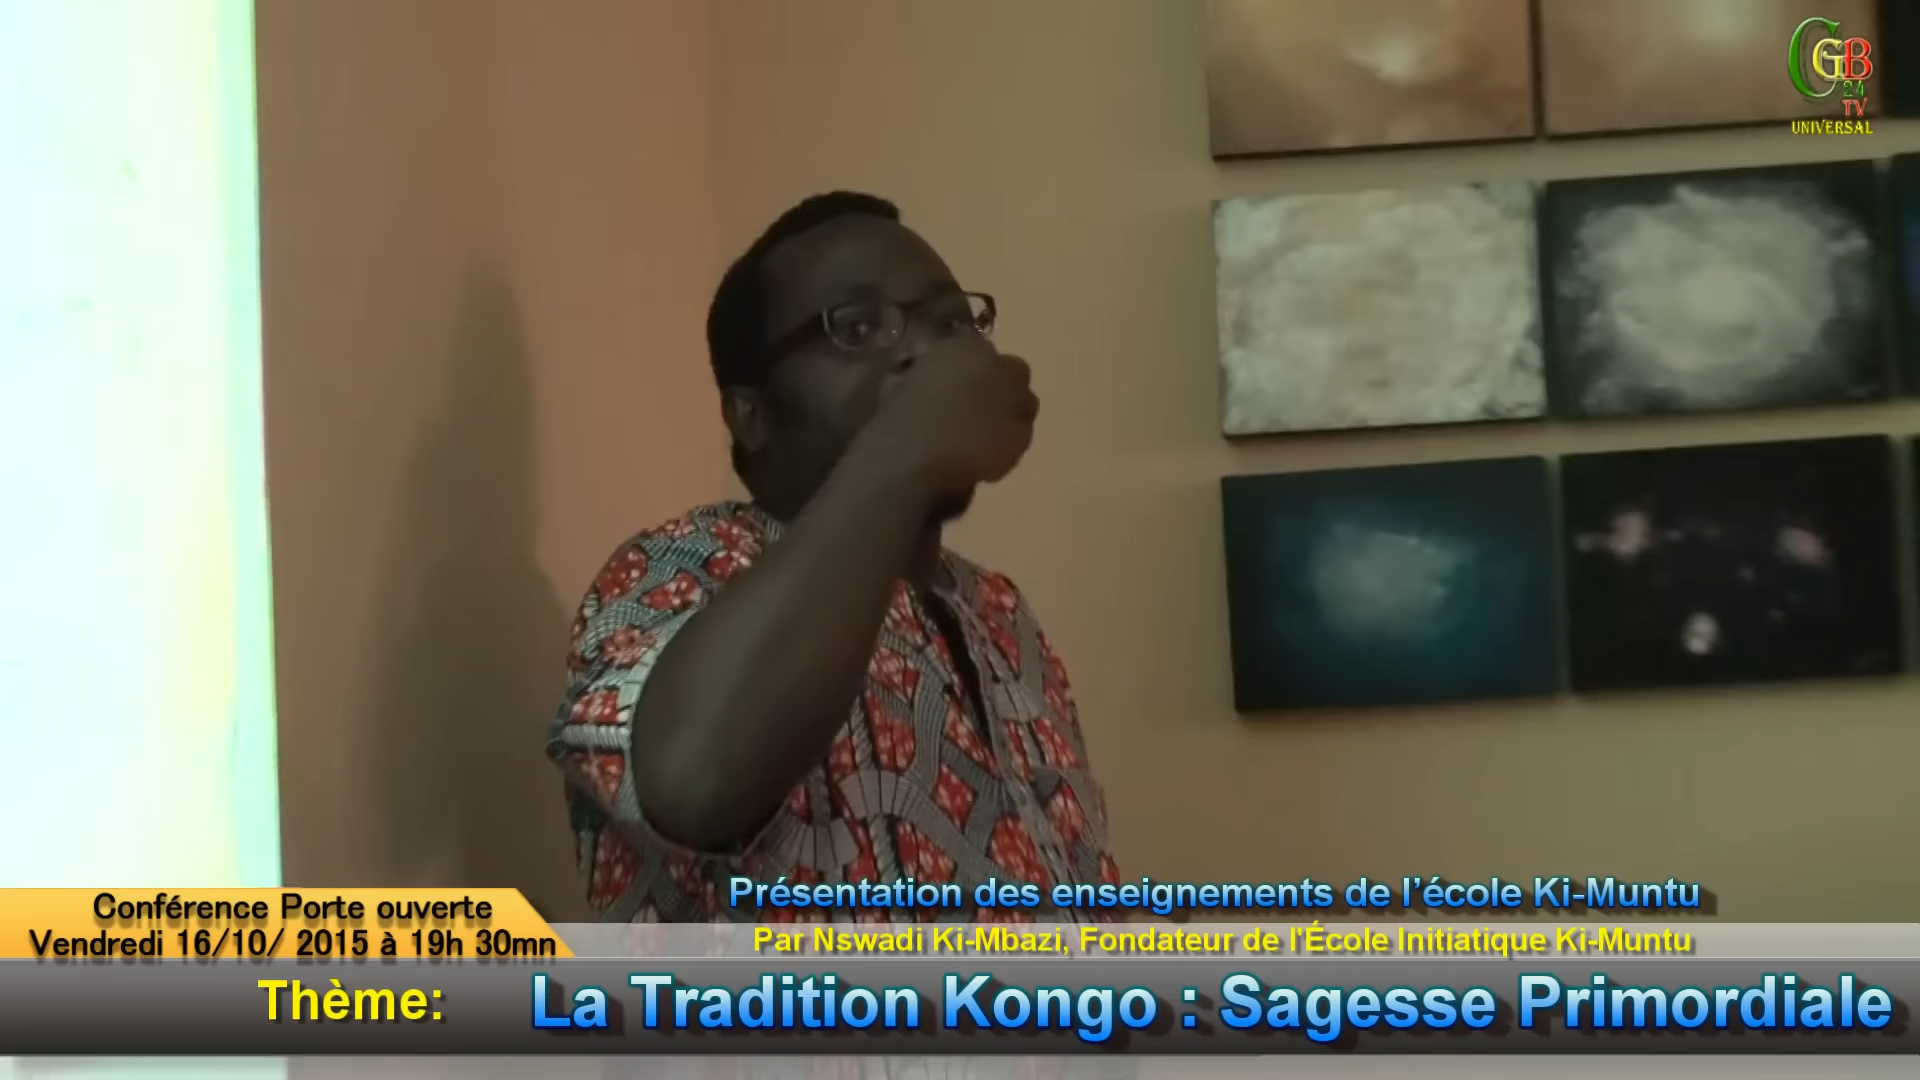 CGB
24
TV
UNIVERSAL
Présentation des enseignements de l’école Ki-Muntu
Conférence Porte ouverte
Vendredi 16/10/ 2015 à 19h 30mn
Par Nswadi Ki-Mbazi, Fondateur de l'École Initiatique Ki-Muntu
Thème: La Tradition Kongo : Sagesse Primordiale